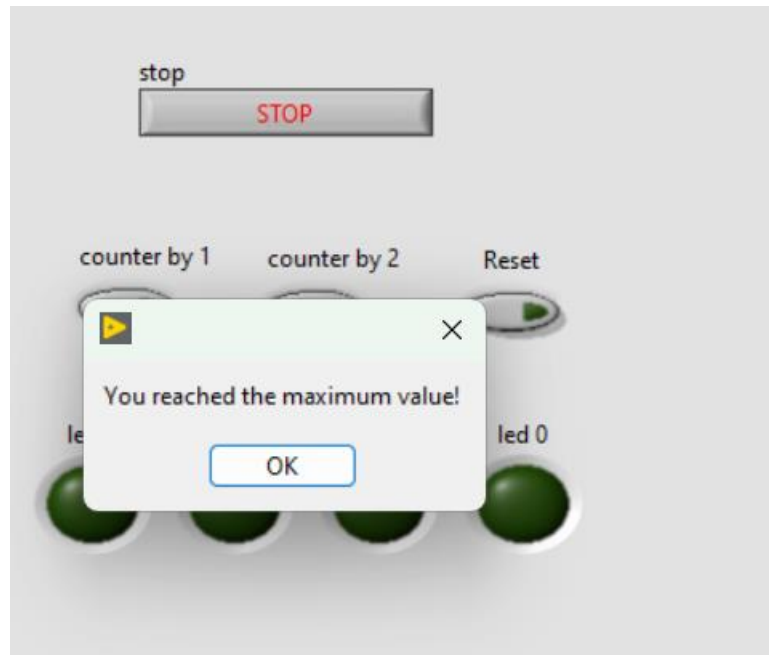 stop
STOP
counter by 1 counter by 2 Reset
You reached the maximum value!
led 0
OK